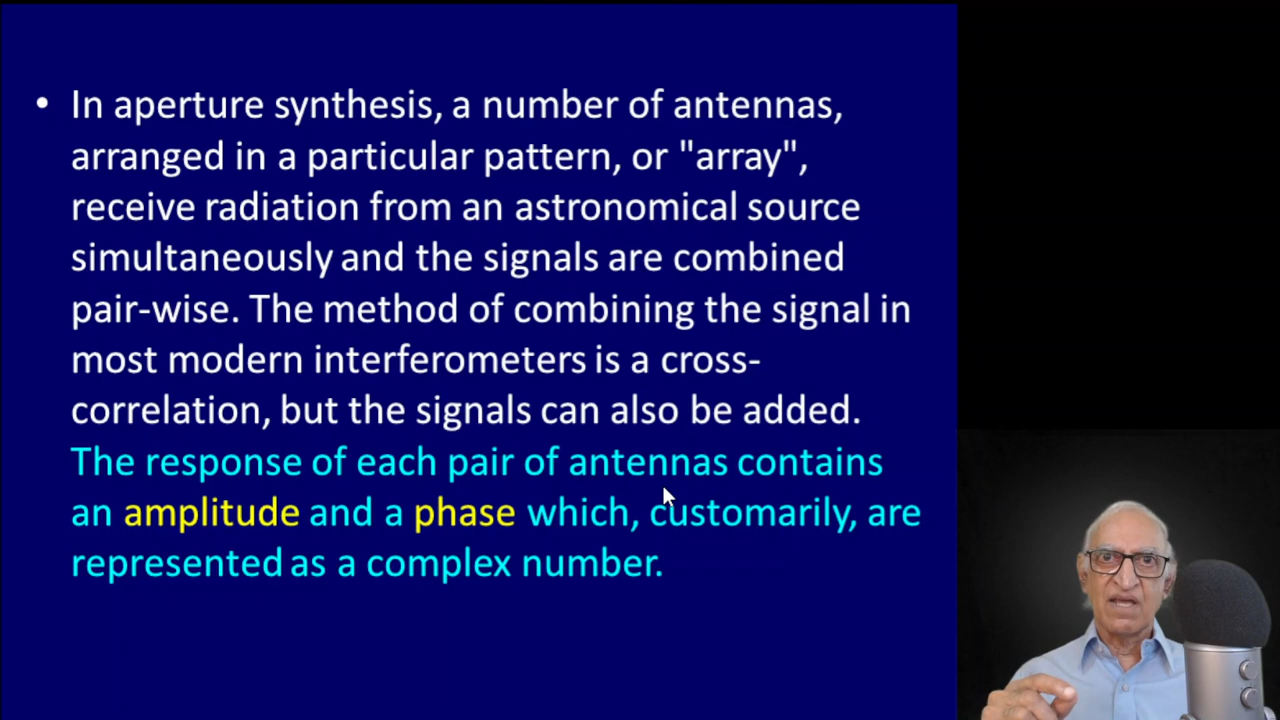 • In aperture synthesis, a number of antennas,
arranged in a particular pattern, or "array",
receive radiation from an astronomical source
simultaneously and the signals are combined
pair-wise. The method of combining the signal in
most modern interferometers is a cross-
correlation, but the signals can also be added.
The response of each pair of antennas contains
an amplitude and a phase which, customarily, are
represented as a complex number.